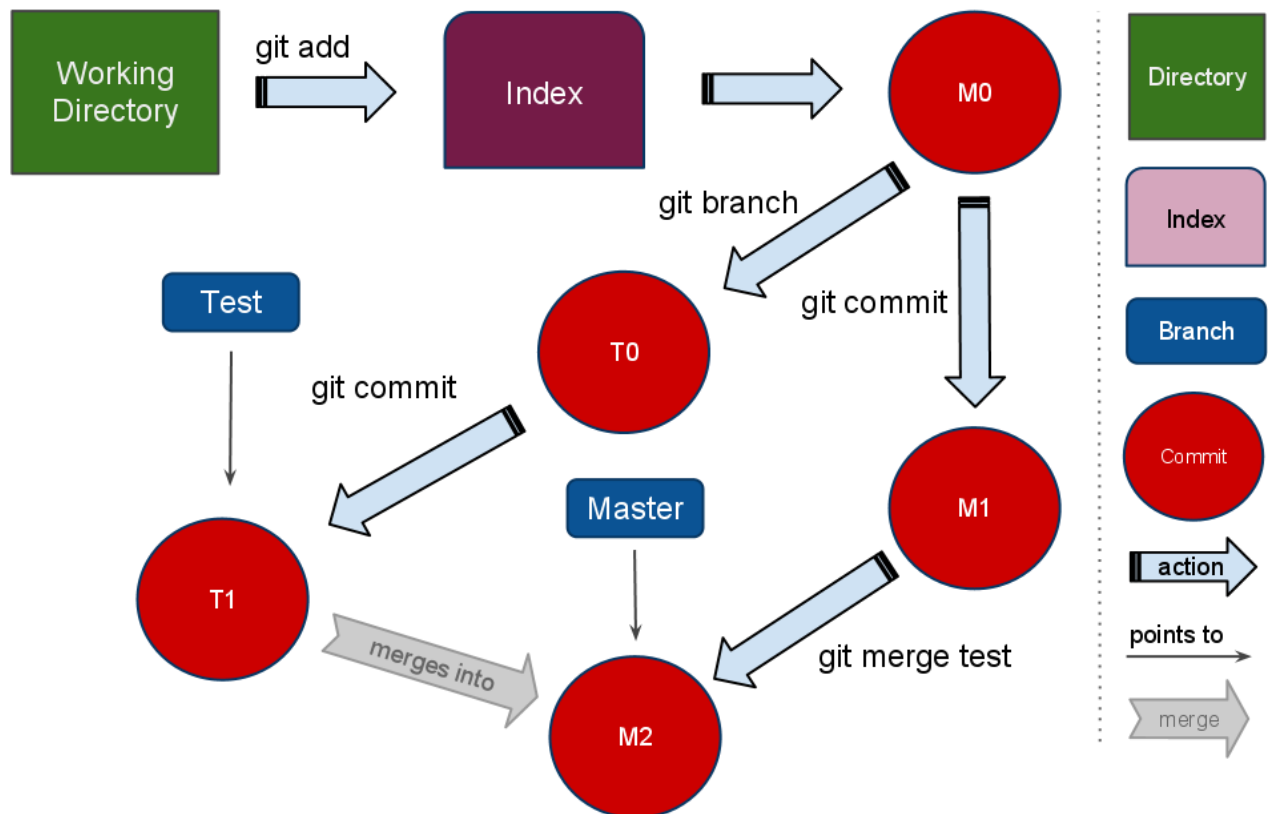 git add
Working
Directory
Index
M0
Directory
git branch
Index
Test
git commit
T0
Branch
git commit
Commit
Master
M1
action
T1
points to
merges into
git merge test
merge
M2